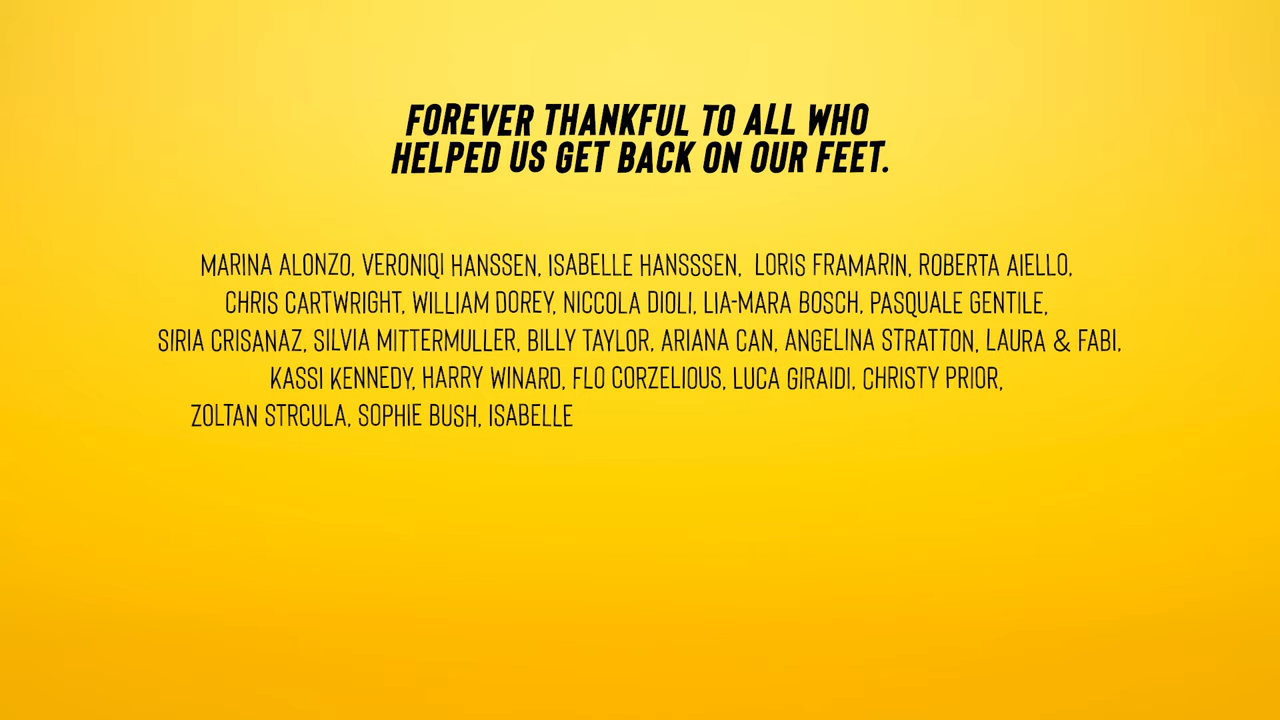 FOREVER THANKFUL TO ALL WHO
HELPED US GET BACK ON OUR FEET.
MARINA ALONZO, VERONIQI HANSSEN, ISABELLE HANSSSEN, LORIS FRAMARIN, ROBERTA AIELLO,
CHRIS CARTWRIGHT, WILLIAM DOREY, NICCOLA DIOLI, LIA-MARA BOSCH, PASQUALE GENTILE,
SIRIA CRISANAZ, SILVIA MITTERMULLER, BILLY TAYLOR, ARIANA CAN, ANGELINA STRATTON, LAURA & FABI,
KASSI KENNEDY, HARRY WINARD, FLO CORZELIOUS, LUCA GIRAIDI, CHRISTY PRIOR,
ZOLTAN STRCULA, SOPHIE BUSH, ISABELLE